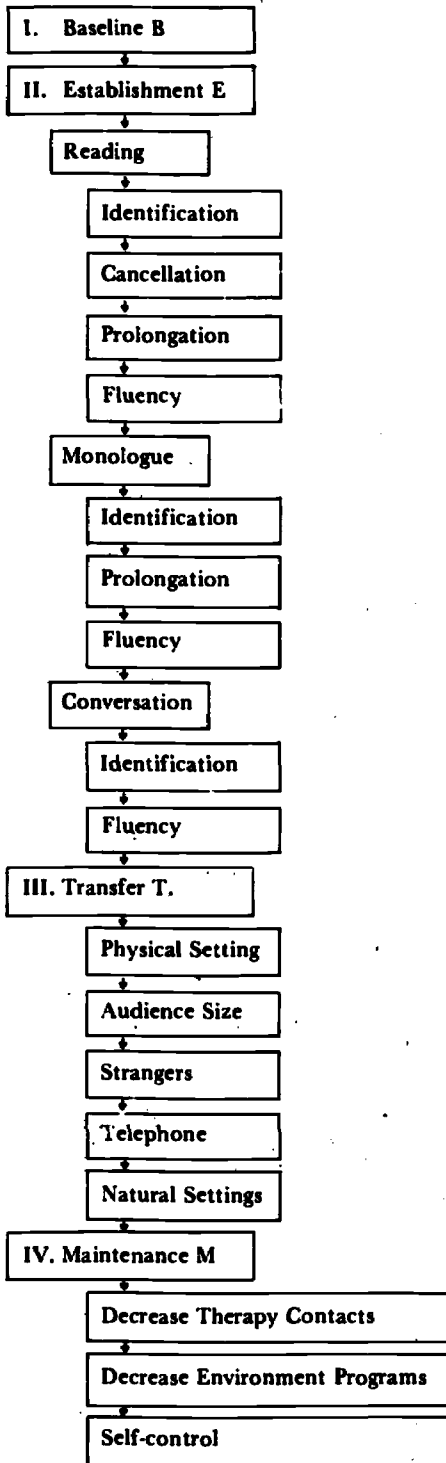 I. Baseline B
II. Establishment E
Reading
Identification
Cancellation
Prolongation
Fluency
Monologue
Identification
Prolongation
Fluency
Conversation
Identification
Fluency
III. Transfer T.
Physical Setting
Audience Size
Strangers
Telephone
Natural Settings
IV. Maintenance M
Decrease Therapy Contacts
Decrease Environment Programs
Self-control